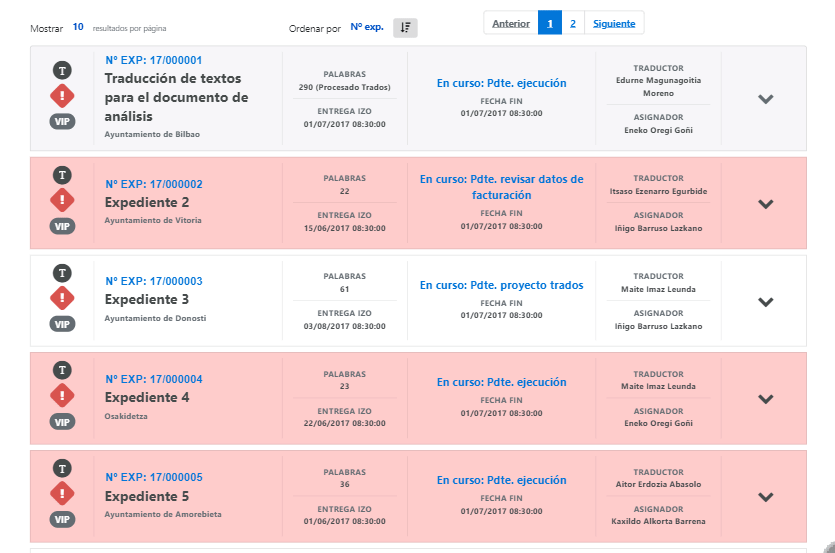 Mostrar 10 resultados por página
Ordenar por Nº exp.
Anterior 1 2 Siguiente
T
!
VIP
Nº EXP: 17/000001
Traducción de textos
para el documento de
análisis
Ayuntamiento de Bilbao
PALABRAS
290 (Procesado Trados)
ENTREGA IZO
01/07/2017 08:30:00
En curso: Pdte. ejecución
FECHA FIN
01/07/2017 08:30:00
TRADUCTOR
Edurne Magunagoitia
Moreno
ASIGNADOR
Eneko Oregi Goñi
T
!
VIP
Nº EXP: 17/000002
Expediente 2
Ayuntamiento de Vitoria
PALABRAS
22
ENTREGA IZO
15/06/2017 08:30:00
En curso: Pdte. revisar datos de
facturación
FECHA FIN
01/07/2017 08:30:00
TRADUCTOR
Itsaso Ezenarro Egurbide
ASIGNADOR
Iñigo Barruso Lazkano
T
!
VIP
Nº EXP: 17/000003
Expediente 3
Ayuntamiento de Donosti
PALABRAS
61
ENTREGA IZO
03/08/2017 08:30:00
En curso: Pdte. proyecto trados
FECHA FIN
01/07/2017 08:30:00
TRADUCTOR
Maite Imaz Leunda
ASIGNADOR
Iñigo Barruso Lazkano
T
!
VIP
Nº EXP: 17/000004
Expediente 4
Osakidetza
PALABRAS
23
ENTREGA IZO
22/06/2017 08:30:00
En curso: Pdte. ejecución
FECHA FIN
01/07/2017 08:30:00
TRADUCTOR
Maite Imaz Leunda
ASIGNADOR
Eneko Oregi Goñi
T
!
VIP
Nº EXP: 17/000005
Expediente 5
Ayuntamiento de Amorebieta
PALABRAS
36
ENTREGA IZO
01/06/2017 08:30:00
En curso: Pdte. ejecución
FECHA FIN
01/07/2017 08:30:00
TRADUCTOR
Aitor Erdozia Abasolo
ASIGNADOR
Kaxildo Alkorta Barrena